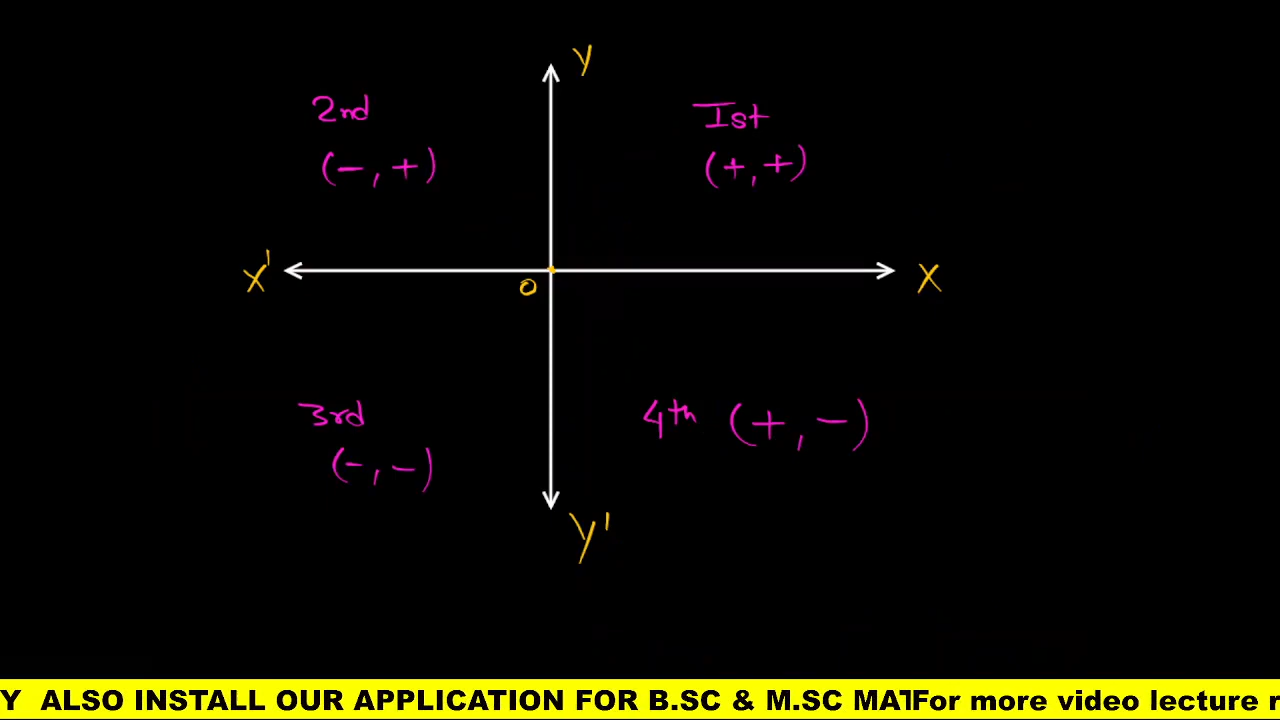 Y
2nd
(-, +)
Ist
(+, +)
X'
O
X
3rd
(-, -)
4th (+, -)
Y'
Y ALSO INSTALL OUR APPLICATION FOR B.SC & M.SC MAT For more video lecture r